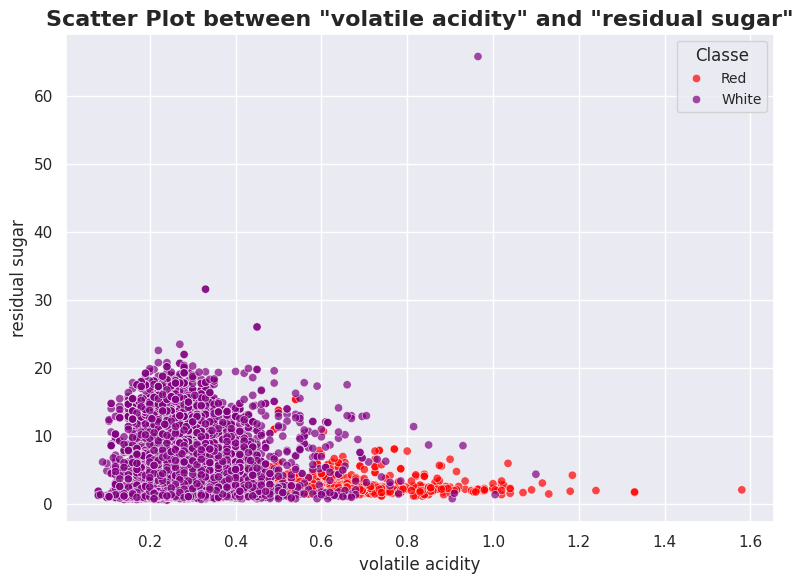 Scatter Plot between "volatile acidity" and "residual sugar"
Classe
Red
White
residual sugar
60
50
40
30
20
10
0
0.2 0.4 0.6 0.8 1.0 1.2 1.4 1.6
volatile acidity